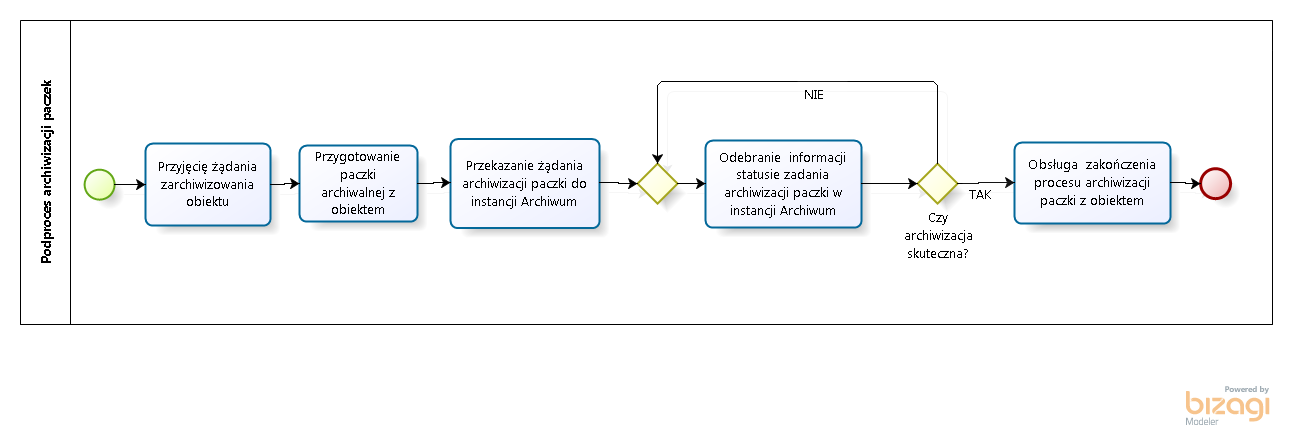 Podproces archiwizacji paczek
Przyjęcię żądania
zarchiwizowania
obiektu
Przygotowanie
paczki
archiwalnej z
obiektem
Przekazanie żądania
archiwizacji paczki do
instancji Archiwum
NIE
Odebranie informacji
statusie zadania
archiwizacji paczki w
instancji Archiwum
Czy
archiwizacja
skuteczna?
TAK
Obsługa zakończenia
procesu archiwizacji
paczki z obiektem
Powered by
bizagi
Modeler